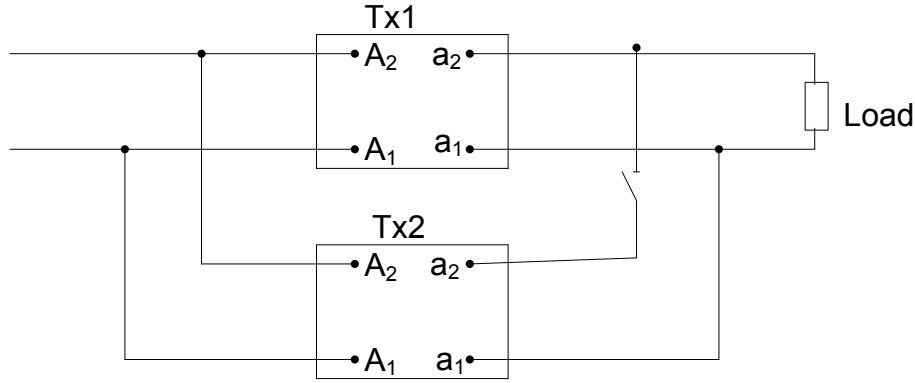 Tx1
A₂ a₂
A₁ a₁
Load
Tx2
A₂ a₂
A₁ a₁